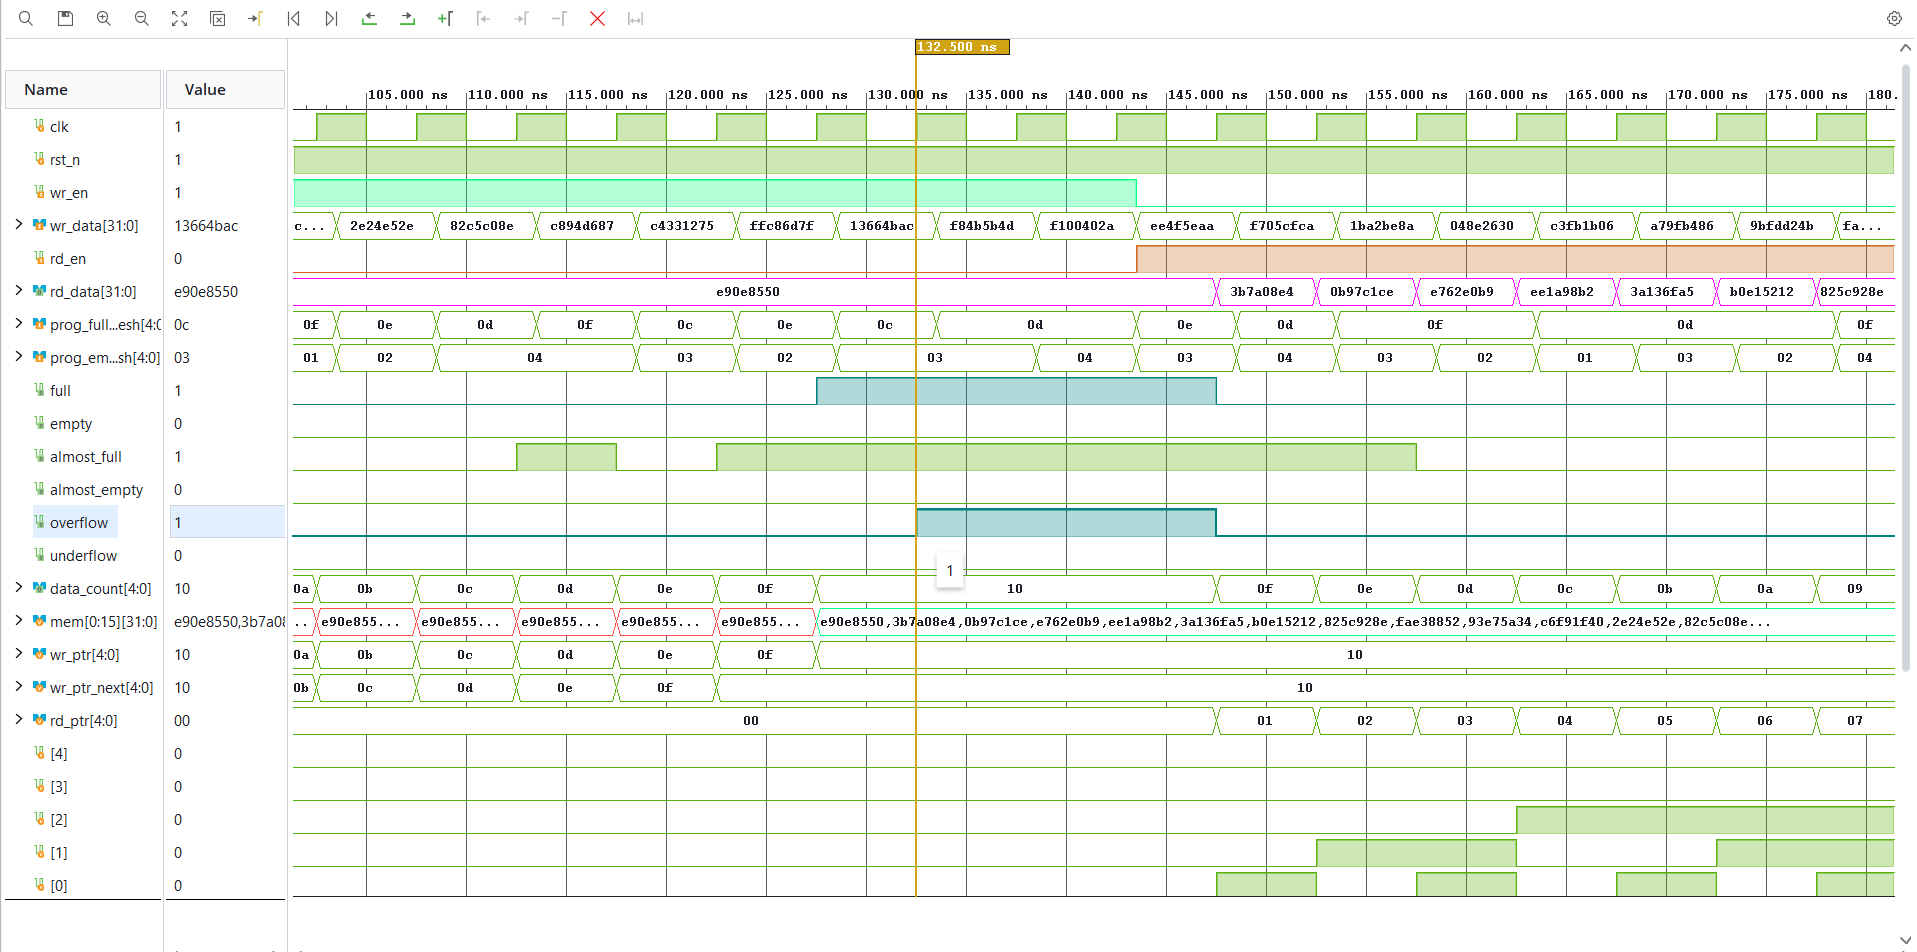 132.500 ns
Name Value
105.000 ns 110.000 ns 115.000 ns 120.000 ns 125.000 ns 130.000 ns 135.000 ns 140.000 ns 145.000 ns 150.000 ns 155.000 ns 160.000 ns 165.000 ns 170.000 ns 175.000 ns 180.
clk 1
rst_n 1
wr_en 1
wr_data[31:0] 13664bac c... 2e24e52e 82c5c08e c894d687 c4331275 ffc86d7f 13664bac f84b5b4d f100402a ee4f5eaa f705cfca 1ba2be8a 048e2630 c3fb1b06 a79fb486 9bfdd24b fa...
rd_en 0
rd_data[31:0] e90e8550 e90e8550 3b7a08e4 0b97c1ce e762e0b9 ee1a98b2 3a136fa5 b0e15212 825c928e
prog_full...esh[4:0 0c 0f 0e 0d 0f 0c 0e 0c 0d 0e 0d 0f 0d 0f
prog_em...sh[4:0] 03 01 02 04 03 02 03 04 03 04 03 02 01 03 02 04
full 1
empty 0
almost_full 1
almost_empty 0
overflow 1
underflow 0
1
data_count[4:0] 10 0a 0b 0c 0d 0e 0f 10 0f 0e 0d 0c 0b 0a 09
mem[0:15][31:0] e90e8550,3b7a08 .. e90e855... e90e855... e90e855... e90e855... e90e855... e90e8550,3b7a08e4,0b97c1ce,e762e0b9,ee1a98b2,3a136fa5,b0e15212,825c928e,fae38852,93e75a34,c6f91f40,2e24e52e,82c5c08e...
wr_ptr[4:0] 10 0a 0b 0c 0d 0e 0f 10
wr_ptr_next[4:0] 10 0b 0c 0d 0e 0f 10
rd_ptr[4:0] 00 00 01 02 03 04 05 06 07
[4] 0
[3] 0
[2] 0
[1] 0
[0] 0